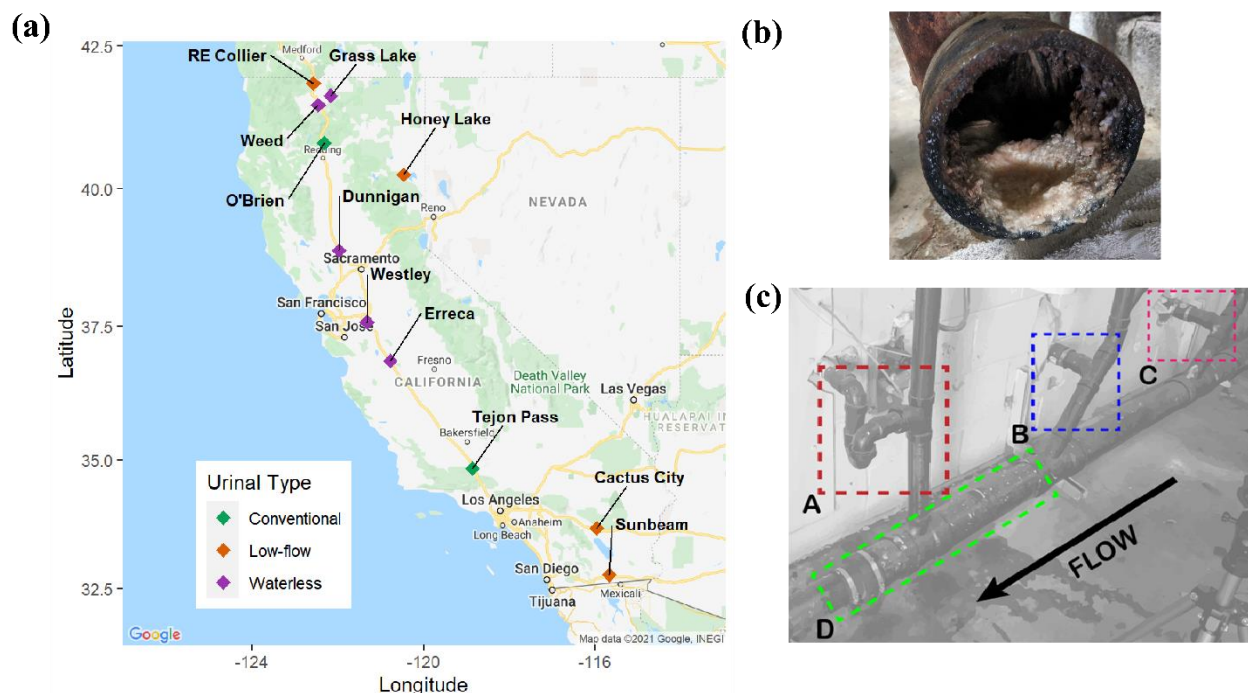 (a)
42.5
40.0
37.5
35.0
32.5
Latitude
-124
-120
-116
Longitude
RE Collier
Medford
Grass Lake
Weed
Honey Lake
Redding
O'Brien
Dunnigan
Reno
NEVADA
Sacramento
Westley
San Francisco
San Jose
Erreca
Fresno
CALIFORNIA
Death Valley
National Park
Las Vegas
HUALAPAI IN
RESERVAT
Tejon Pass
Bakersfield
Cactus City
Los Angeles
Anaheim
Long Beach
Sunbeam
San Diego
Mexicali
Tijuana
Urinal Type
Conventional
Low-flow
Waterless
Google
Map data ©2021 Google, INEGI
(b)
(c)
A
B
C
D
FLOW